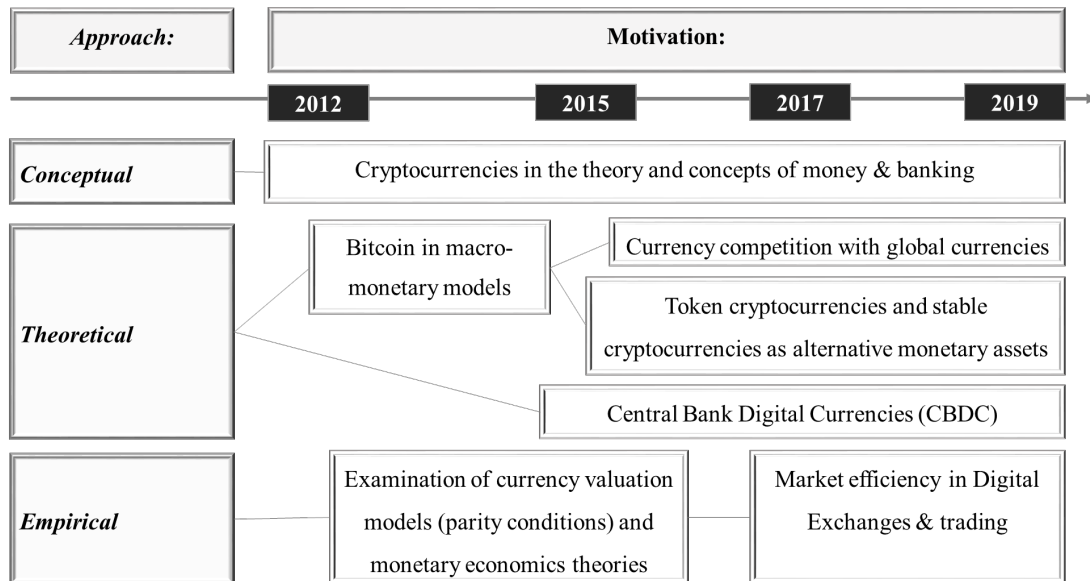 Approach:
Motivation:
2012
2015
2017
2019
Conceptual
Cryptocurrencies in the theory and concepts of money & banking
Theoretical
Bitcoin in macro-
monetary models
Currency competition with global currencies
Token cryptocurrencies and stable
cryptocurrencies as alternative monetary assets
Central Bank Digital Currencies (CBDC)
Empirical
Examination of currency valuation
models (parity conditions) and
monetary economics theories
Market efficiency in Digital
Exchanges & trading